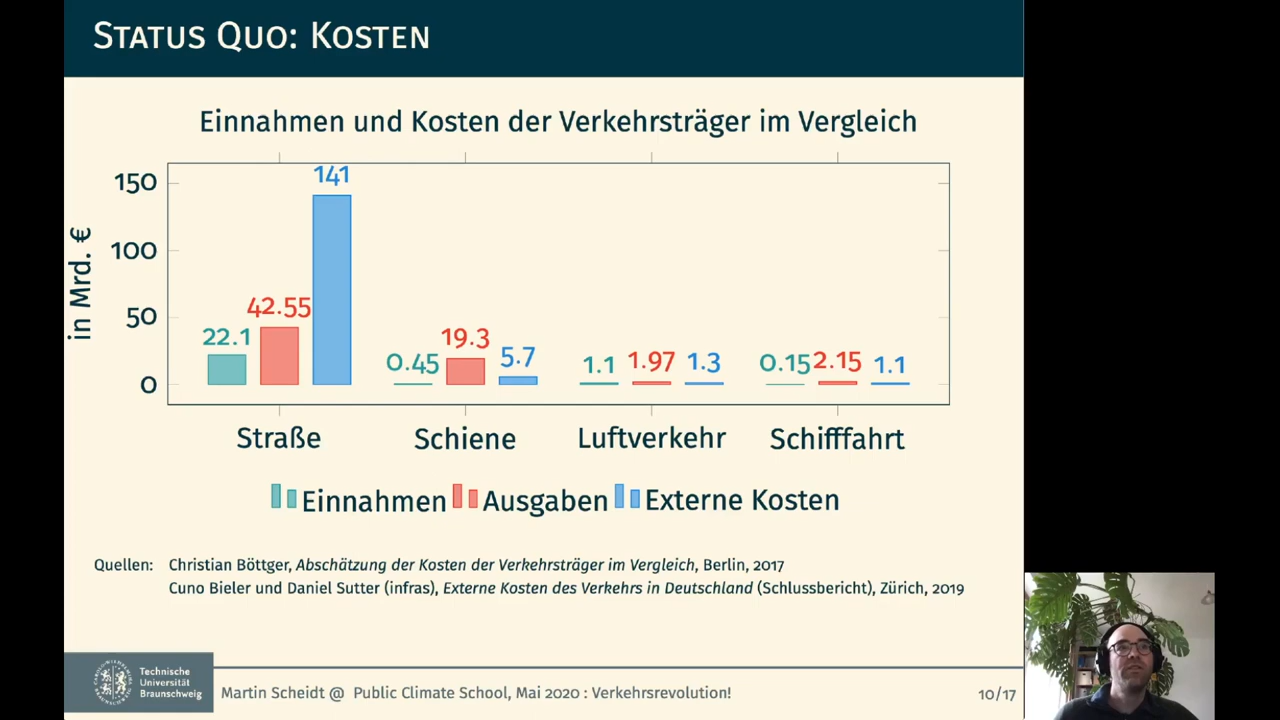 Status Quo: Kosten
Einnahmen und Kosten der Verkehrsträger im Vergleich
in Mrd. €
150
100
50
0
22.1
42.55
141
0.45
19.3
5.7
1.1
1.97
1.3
0.15
2.15
1.1
Straße
Schiene
Luftverkehr
Schifffahrt
Einnahmen Ausgaben Externe Kosten
Quellen: Christian Böttger, Abschätzung der Kosten der Verkehrsträger im Vergleich, Berlin, 2017
Cuno Bieler und Daniel Sutter (infras), Externe Kosten des Verkehrs in Deutschland (Schlussbericht), Zürich, 2019
Technische
Universität
Braunschweig
Martin Scheidt @ Public Climate School, Mai 2020 : Verkehrsrevolution!
10/17